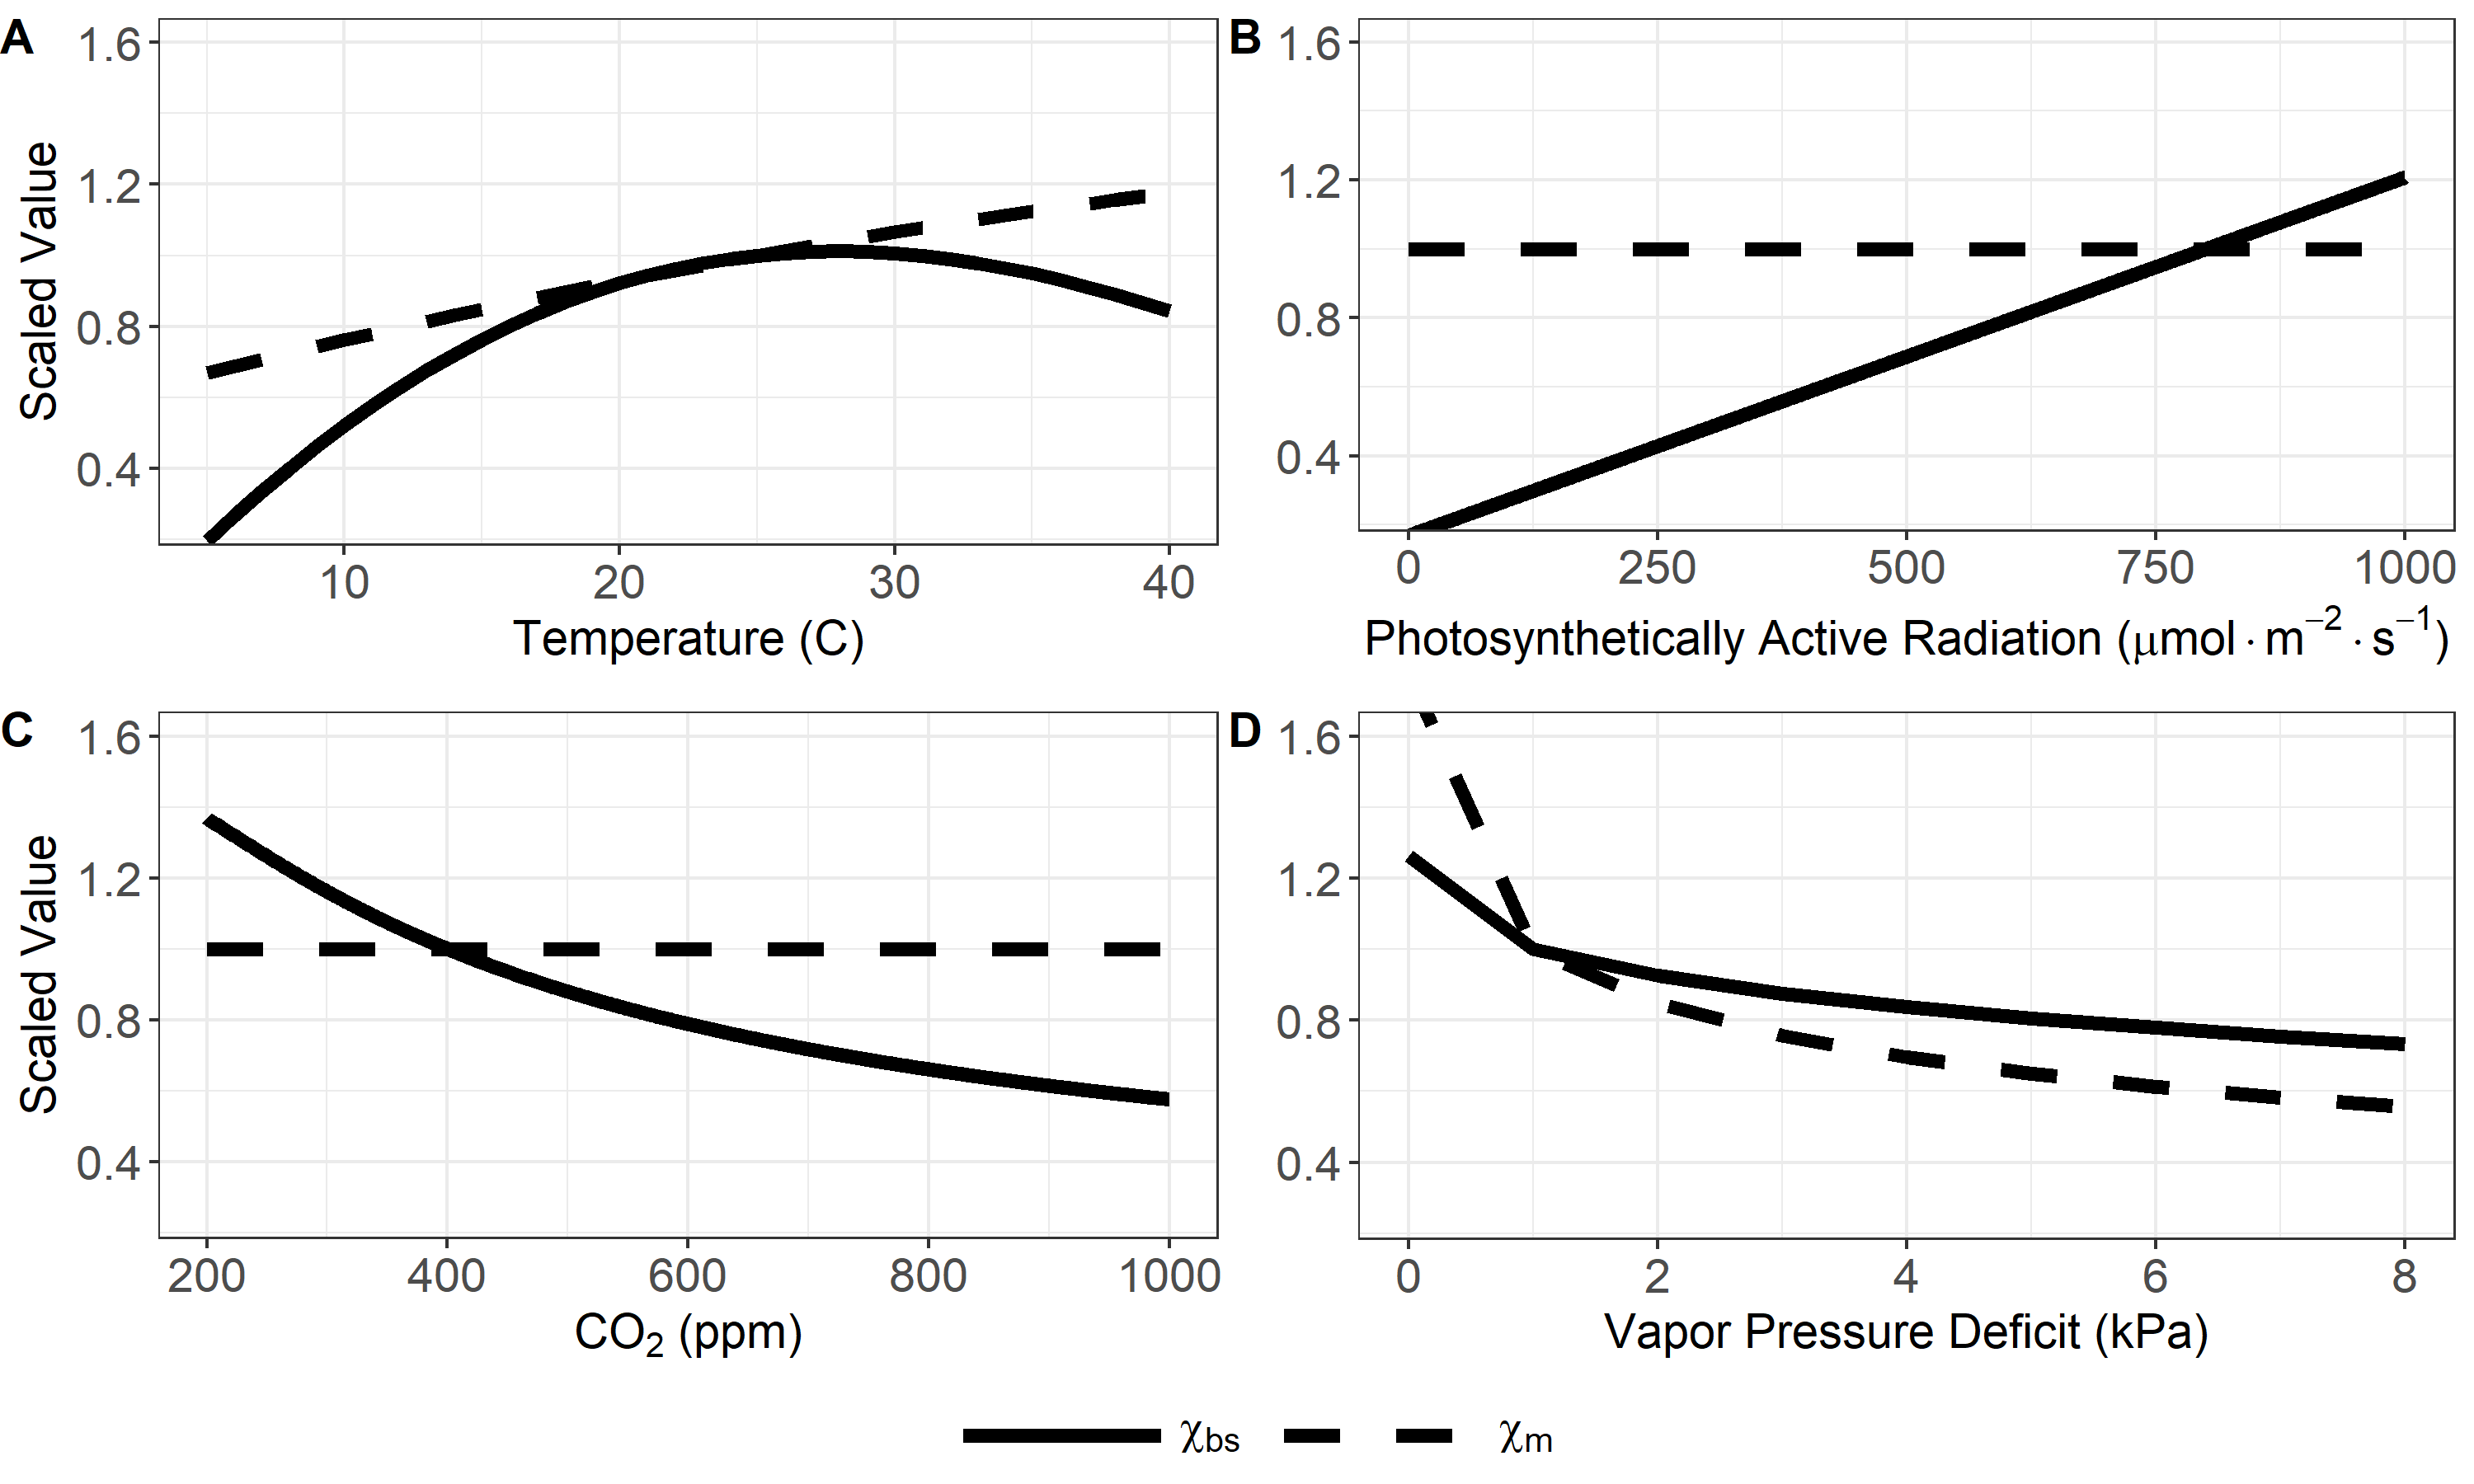 A
1.6
1.2
0.8
0.4
Scaled Value
10 20 30 40
Temperature (C)
B
1.6
1.2
0.8
0.4
0 250 500 750 1000
Photosynthetically Active Radiation (μmol · m⁻² · s⁻¹)
C
1.6
1.2
0.8
0.4
Scaled Value
200 400 600 800 1000
CO₂ (ppm)
D
1.6
1.2
0.8
0.4
0 2 4 6 8
Vapor Pressure Deficit (kPa)
χbs χm